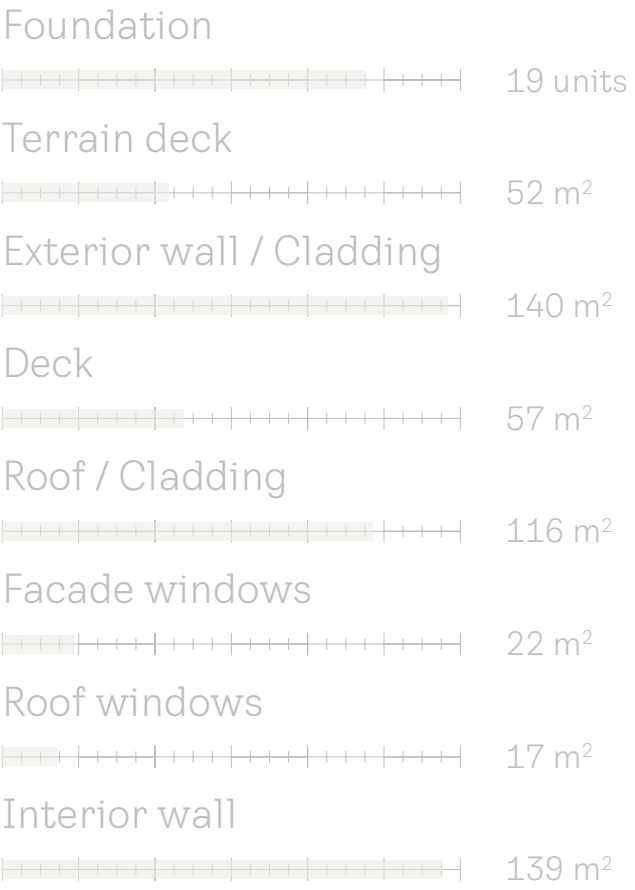 Foundation
19 units
Terrain deck
52 m²
Exterior wall / Cladding
140 m²
Deck
57 m²
Roof / Cladding
116 m²
Facade windows
22 m²
Roof windows
17 m²
Interior wall
139 m²